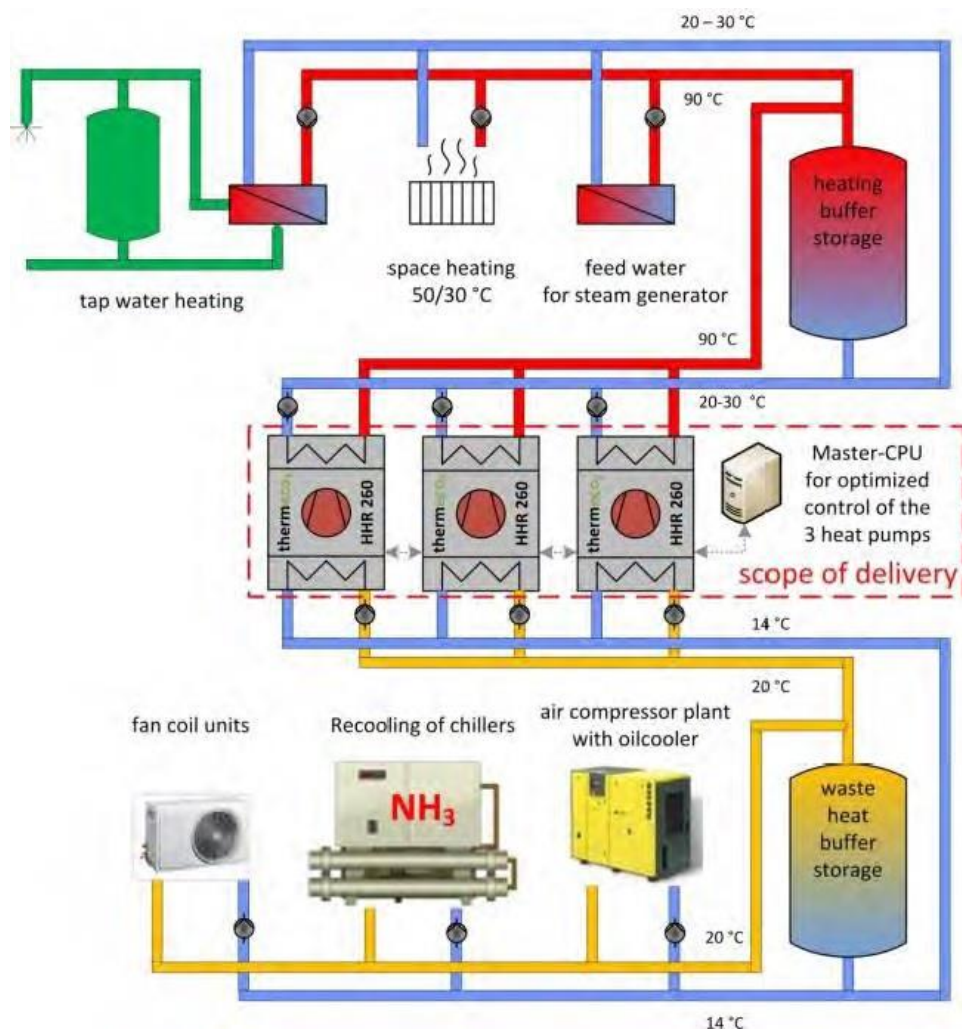 20 – 30 °C
90 °C
heating
buffer
storage
tap water heating
space heating
50/30 °C
feed water
for steam generator
90 °C
20-30 °C
thermeco₂
HHR 260
thermeco₂
HHR 260
thermeco₂
HHR 260
Master-CPU
for optimized
control of the
3 heat pumps
scope of delivery
14 °C
20 °C
fan coil units
Recooling of chillers
air compressor plant
with oilcooler
NH₃
waste
heat
buffer
storage
20 °C
14 °C